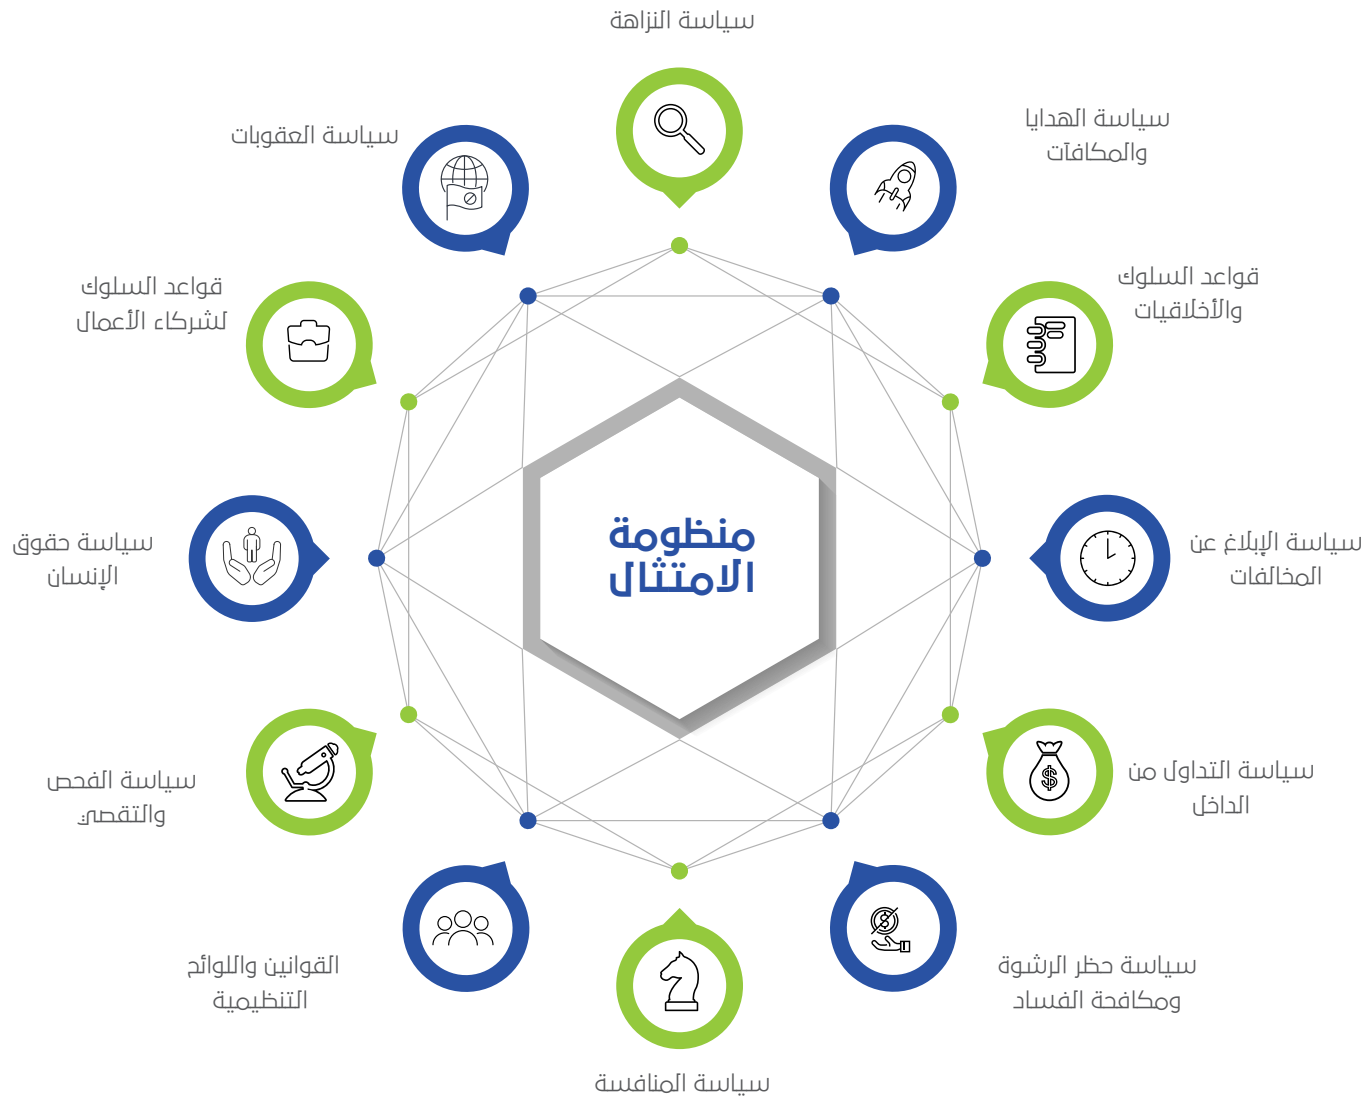 سياسة النزاهة
سياسة الهدايا
والمكافآت
قواعد السلوك
والأخلاقيات
سياسة الإبلاغ عن
المخالفات
سياسة التداول من
الداخل
سياسة حظر الرشوة
ومكافحة الفساد
سياسة المنافسة
القوانين واللوائح
التنظيمية
سياسة الفحص
والتقصي
سياسة حقوق
الإنسان
قواعد السلوك
لشركاء الأعمال
سياسة العقوبات
منظومة
الامتثال